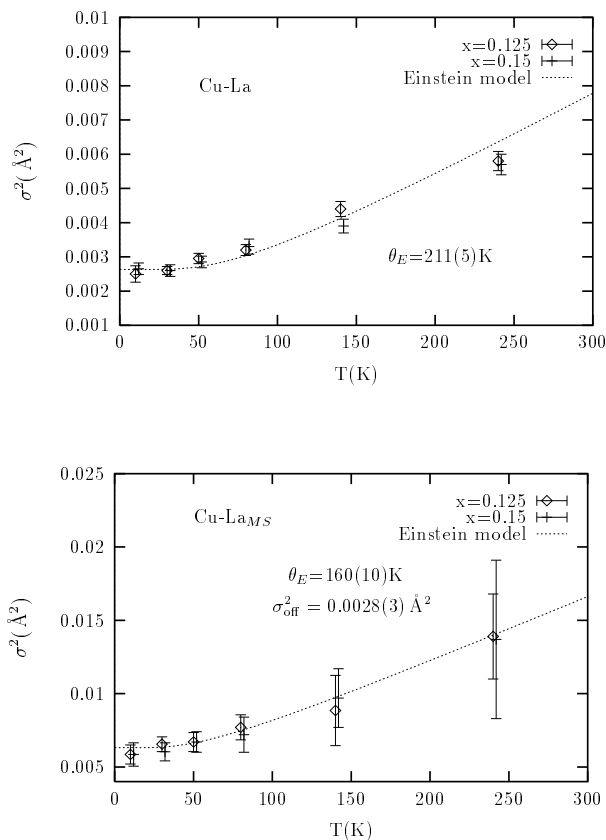 0.01
0.009
0.008
0.007
0.006
0.005
0.004
0.003
0.002
0.001
σ²(Å²)
x=0.125
x=0.15
Einstein model
Cu-La
θ_E=211(5)K
0 50 100 150 200 250 300
T(K)
0.025
0.02
0.015
0.01
0.005
σ²(Å²)
x=0.125
x=0.15
Einstein model
Cu-La_MS
θ_E=160(10)K
σ²_off = 0.0028(3) Å²
0 50 100 150 200 250 300
T(K)